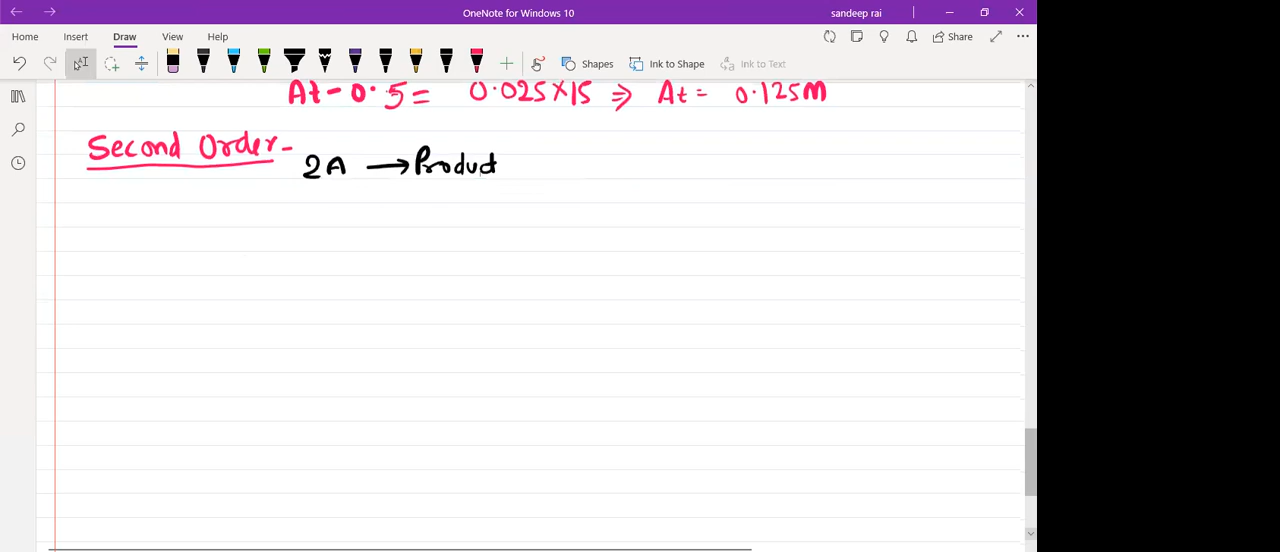 OneNote for Windows 10
sandeep rai
Home Insert Draw View Help
Share
Shapes Ink to Shape Ink to Text
At - 0.5 = 0.025 × 15 ⇒ At = 0.125M
Second Order -
2A → Product